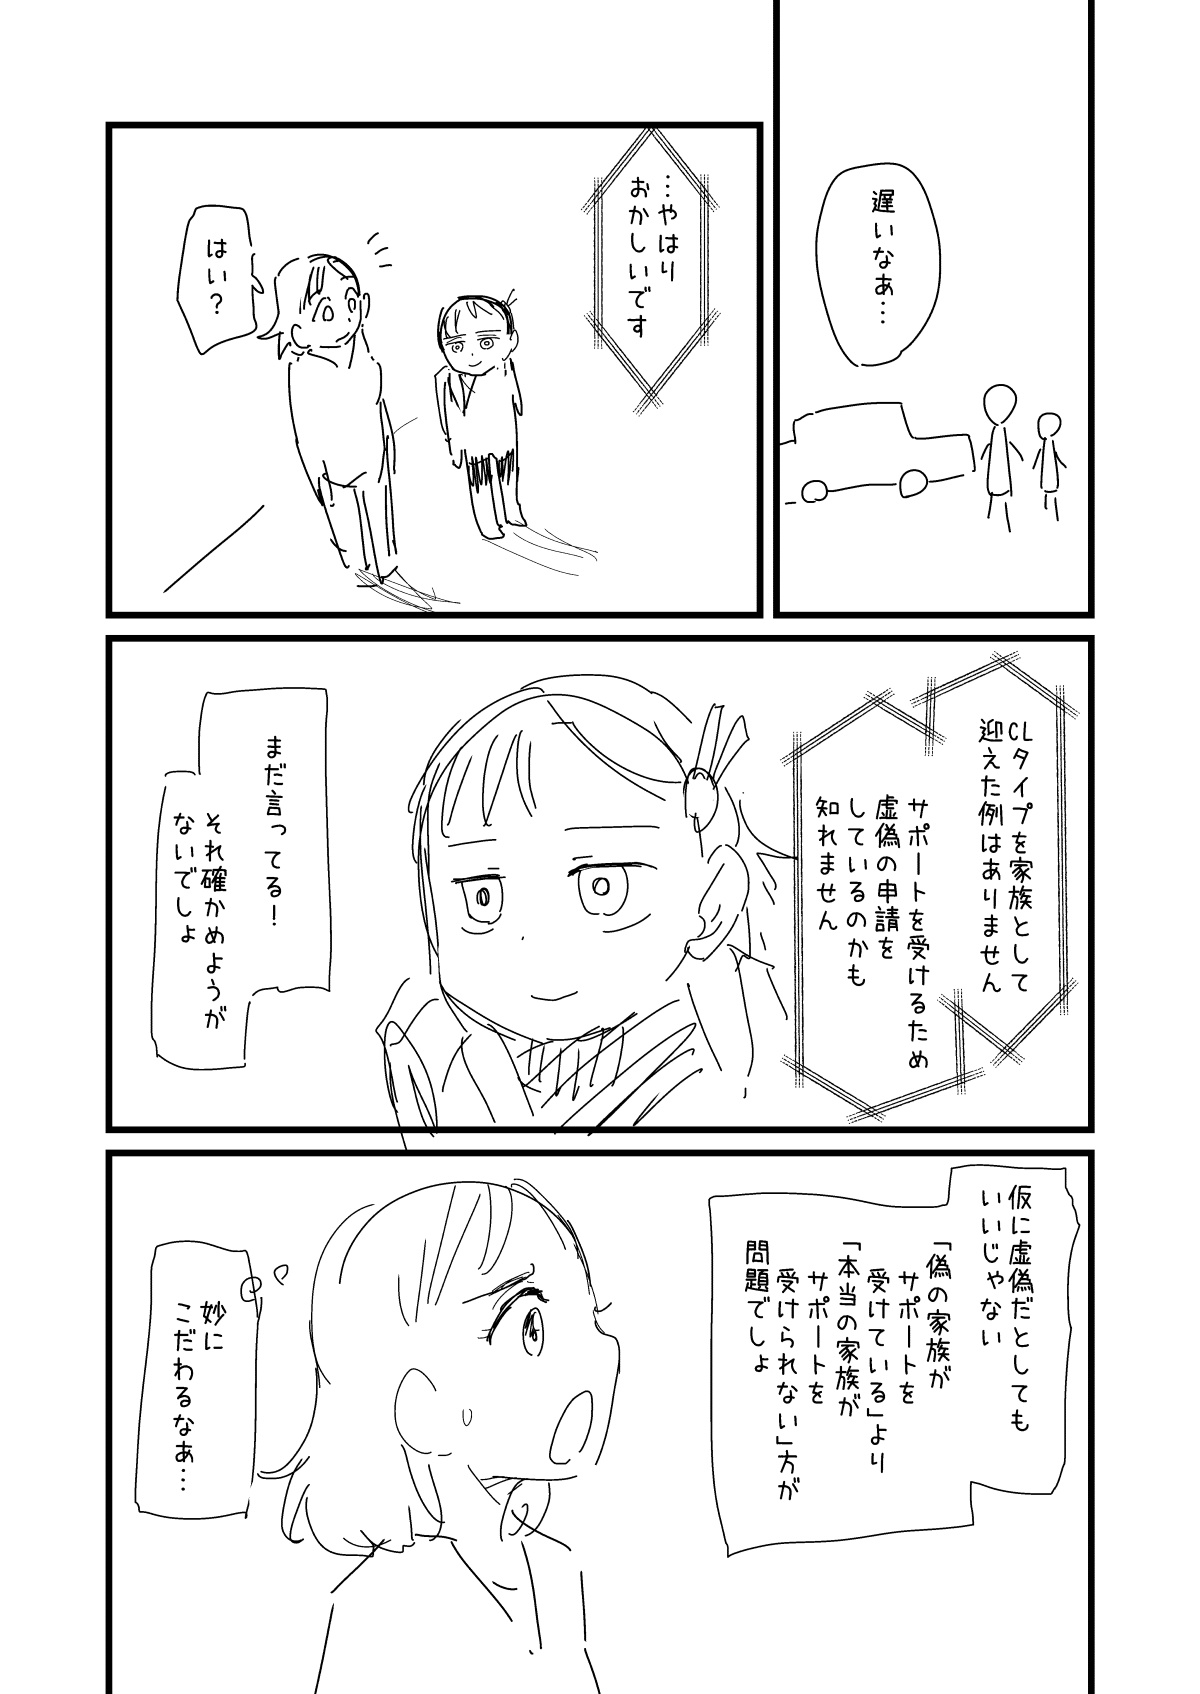 遅いなぁ…
…やはり
おかしいです
はい？
CLタイプを家族として
迎えた例はありません
サポートを受けるため
虚偽の申請を
しているのかも
知れません
まだ言ってる！
それ確かめようが
ないでしょ
仮に虚偽だとしても
いいじゃない
「偽の家族が
サポートを
受けている」より
「本当の家族が
サポートを
受けられない」方が
問題でしょ
妙に
こだわるなぁ…